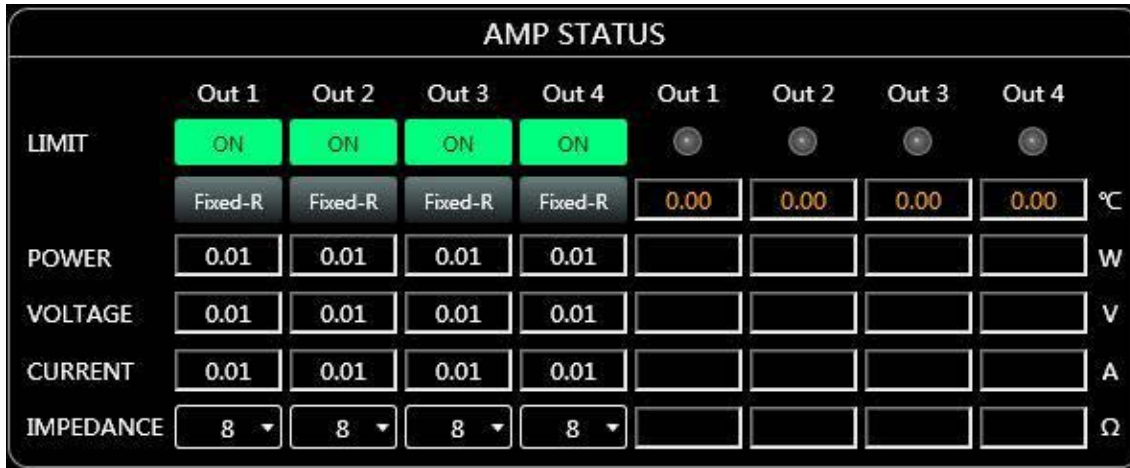 AMP STATUS
Out 1 Out 2 Out 3 Out 4 Out 1 Out 2 Out 3 Out 4
LIMIT ON ON ON ON
Fixed-R Fixed-R Fixed-R Fixed-R 0.00 0.00 0.00 0.00 ℃
POWER 0.01 0.01 0.01 0.01 W
VOLTAGE 0.01 0.01 0.01 0.01 V
CURRENT 0.01 0.01 0.01 0.01 A
IMPEDANCE 8 8 8 8 Ω